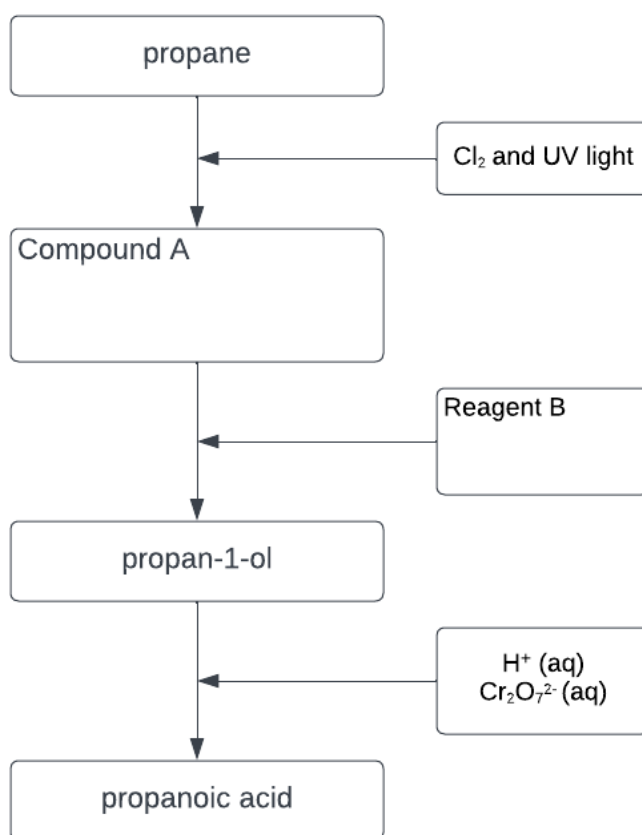 propane
Cl₂ and UV light
Compound A
Reagent B
propan-1-ol
H⁺ (aq)
Cr₂O₇²⁻ (aq)
propanoic acid